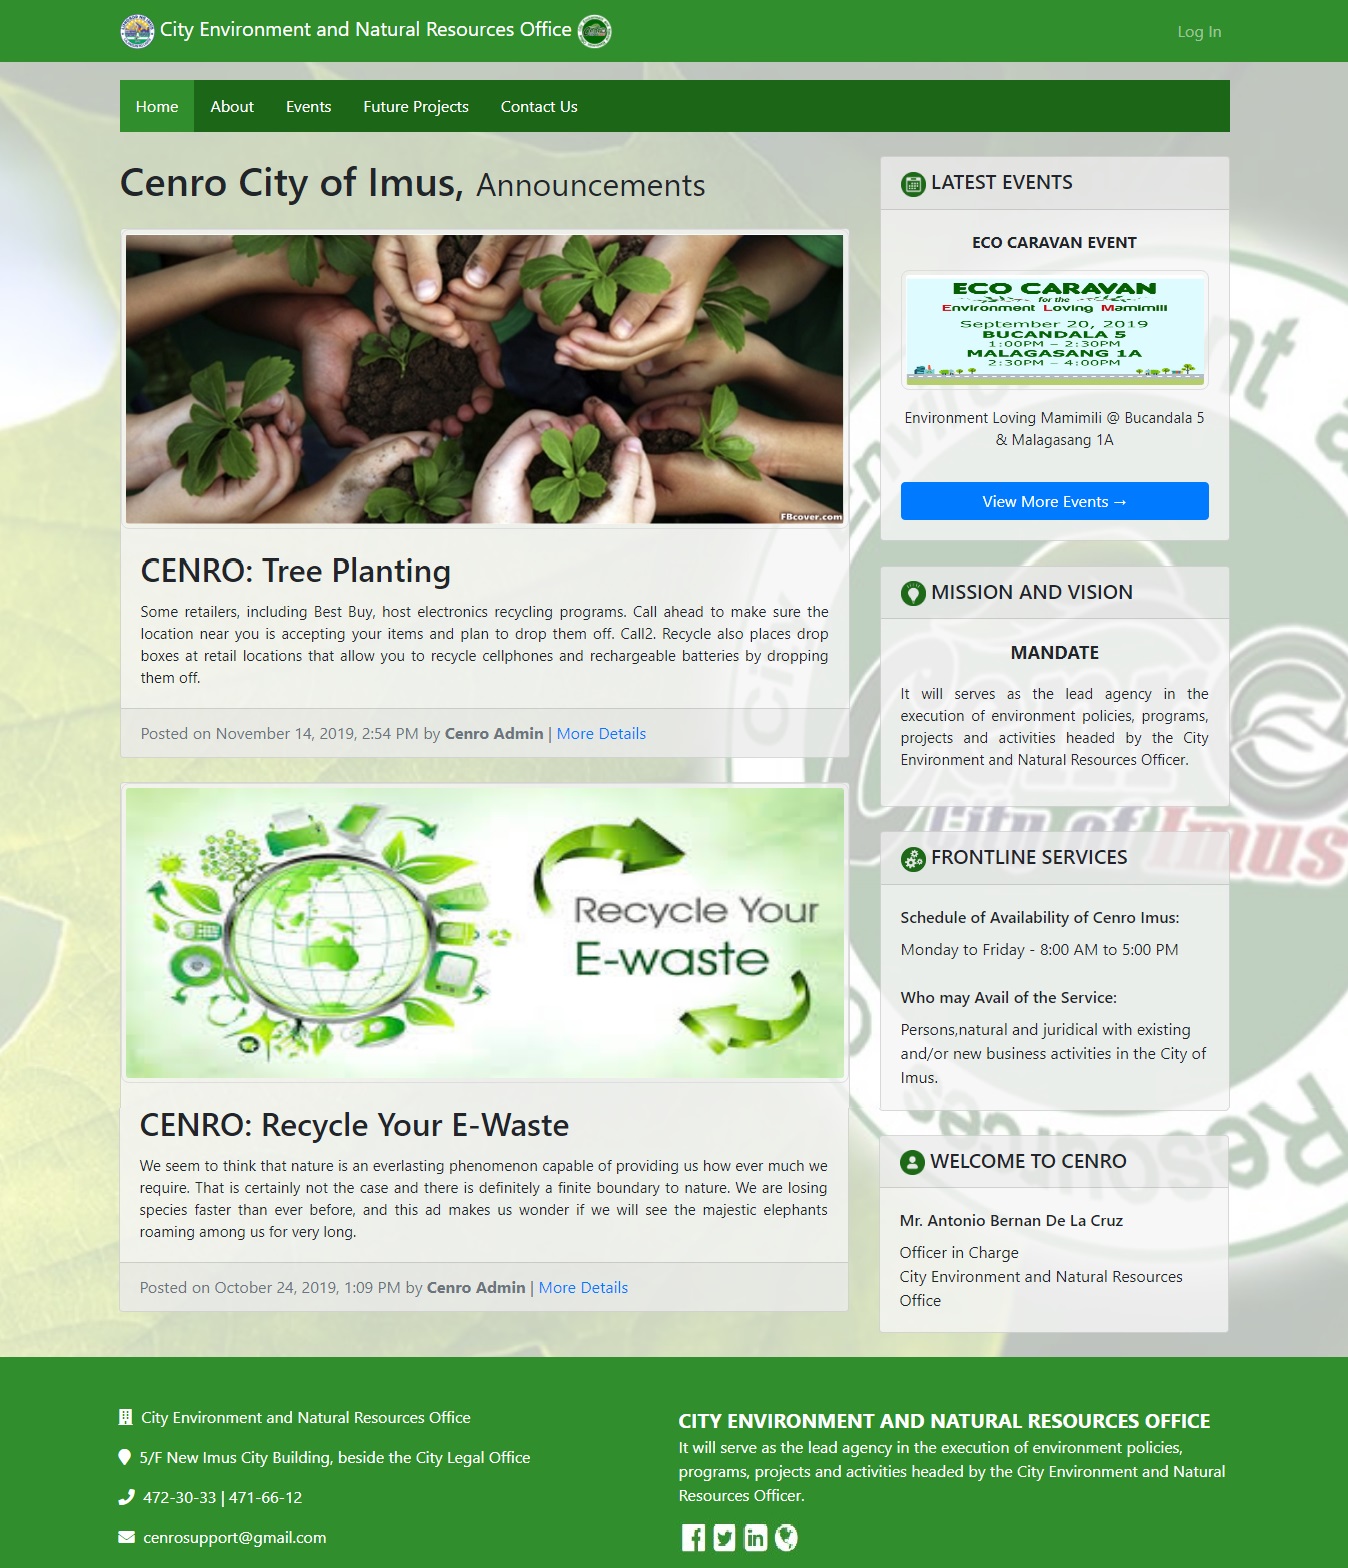 City Environment and Natural Resources Office
Log In
Home
About
Events
Future Projects
Contact Us
Cenro City of Imus, Announcements
FBcover.com
CENRO: Tree Planting
Some retailers, including Best Buy, host electronics recycling programs. Call ahead to make sure the
location near you is accepting your items and plan to drop them off. Call2. Recycle also places drop
boxes at retail locations that allow you to recycle cellphones and rechargeable batteries by dropping
them off.
Posted on November 14, 2019, 2:54 PM by Cenro Admin | More Details
Recycle Your
E-waste
CENRO: Recycle Your E-Waste
We seem to think that nature is an everlasting phenomenon capable of providing us how ever much we
require. That is certainly not the case and there is definitely a finite boundary to nature. We are losing
species faster than ever before, and this ad makes us wonder if we will see the majestic elephants
roaming among us for very long.
Posted on October 24, 2019, 1:09 PM by Cenro Admin | More Details
LATEST EVENTS
ECO CARAVAN EVENT
ECO CARAVAN
for the
Environment Loving Mamimili
September 20, 2019
BUCANDALA 5
1:00PM – 2:30PM
MALAGASANG 1A
2:30PM – 4:00PM
Environment Loving Mamimili @ Bucandala 5
& Malagasang 1A
View More Events →
MISSION AND VISION
MANDATE
It will serves as the lead agency in the
execution of environment policies, programs,
projects and activities headed by the City
Environment and Natural Resources Officer.
City of Imus
FRONTLINE SERVICES
Schedule of Availability of Cenro Imus:
Monday to Friday - 8:00 AM to 5:00 PM
Who may Avail of the Service:
Persons,natural and juridical with existing
and/or new business activities in the City of
Imus.
WELCOME TO CENRO
Mr. Antonio Bernan De La Cruz
Officer in Charge
City Environment and Natural Resources
Office
City Environment and Natural Resources Office
5/F New Imus City Building, beside the City Legal Office
472-30-33 | 471-66-12
cenrosupport@gmail.com
CITY ENVIRONMENT AND NATURAL RESOURCES OFFICE
It will serve as the lead agency in the execution of environment policies,
programs, projects and activities headed by the City Environment and Natural
Resources Officer.